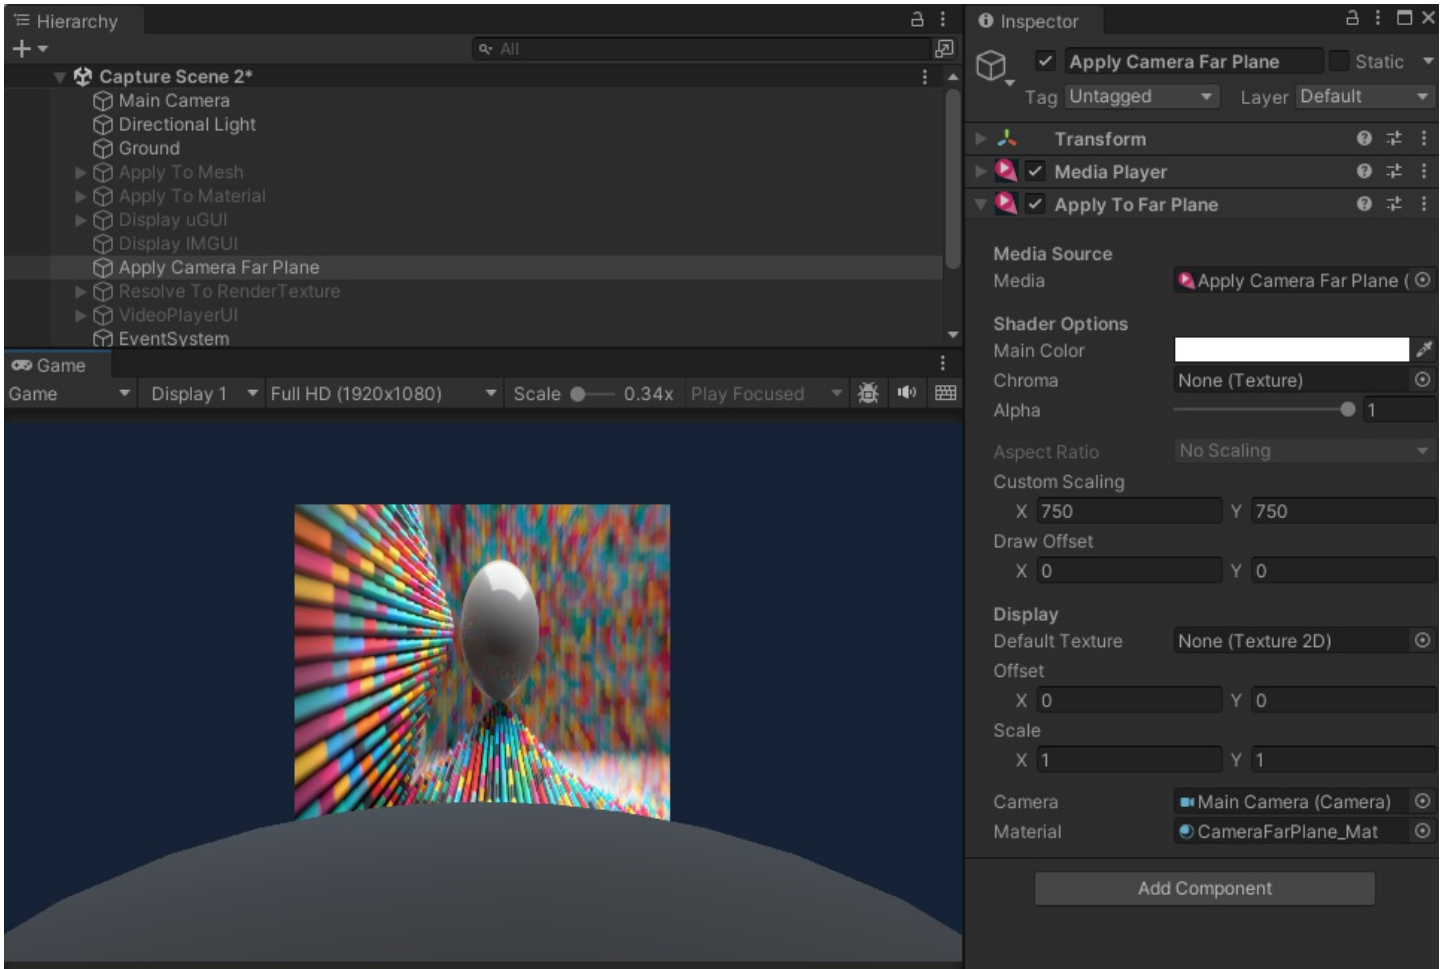 Hierarchy
All
Capture Scene 2*
Main Camera
Directional Light
Ground
Apply To Mesh
Apply To Material
Display uGUI
Display IMGUI
Apply Camera Far Plane
Resolve To RenderTexture
VideoPlayerUI
EventSystem
Game
Game Display 1 Full HD (1920x1080) Scale 0.34x Play Focused
Inspector
Apply Camera Far Plane Static
Tag Untagged Layer Default
Transform
Media Player
Apply To Far Plane
Media Source
Media Apply Camera Far Plane (
Shader Options
Main Color
Chroma None (Texture)
Alpha 1
Aspect Ratio No Scaling
Custom Scaling
X 750 Y 750
Draw Offset
X 0 Y 0
Display
Default Texture None (Texture 2D)
Offset
X 0 Y 0
Scale
X 1 Y 1
Camera Main Camera (Camera)
Material CameraFarPlane_Mat
Add Component